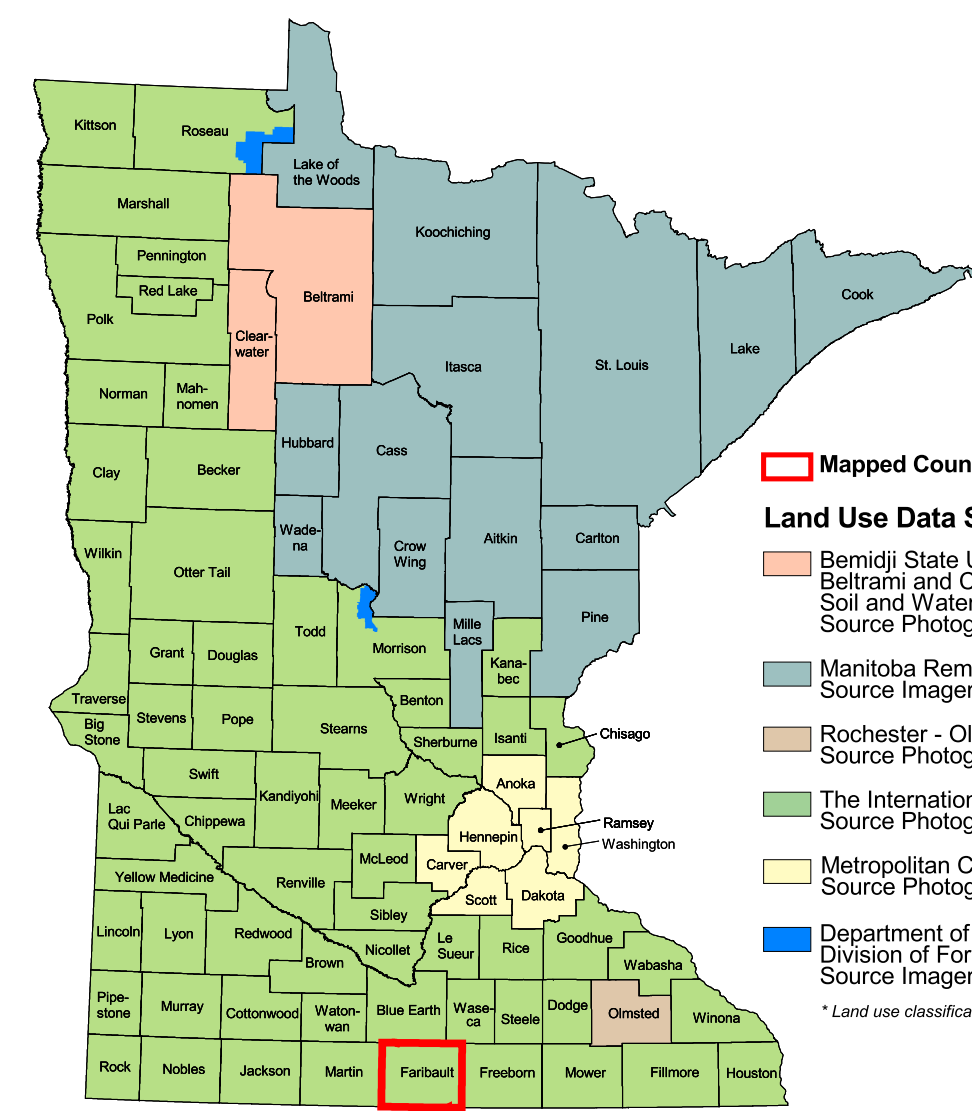 Kittson
Roseau
Lake of
the Woods
Marshall
Koochiching
Pennington
Red Lake
Beltrami
Cook
Polk
Clear-
water
Lake
Itasca
St. Louis
Norman
Mah-
nomen
Hubbard
Cass
Clay
Becker
Mapped Coun
Land Use Data S
Wade-
na
Crow
Wing
Aitkin
Carlton
Wilkin
Otter Tail
Bemidji State U
Beltrami and C
Soil and Water
Source Photog
Mille
Lacs
Pine
Todd
Morrison
Grant
Douglas
Kana-
bec
Manitoba Rem
Source Imager
Traverse
Benton
Stevens
Pope
Stearns
Big
Stone
Sherburne
Isanti
Chisago
Rochester - Ol
Source Photog
Swift
Anoka
Kandiyohi
Meeker
Wright
The Internation
Source Photog
Lac
Qui Parle
Chippewa
Ramsey
Hennepin
Washington
McLeod
Carver
Metropolitan C
Source Photog
Yellow Medicine
Renville
Scott
Dakota
Sibley
Lincoln
Lyon
Redwood
Nicollet
Le
Sueur
Rice
Goodhue
Department of
Division of For
Source Imager
Brown
Wabasha
Pipe-
stone
Murray
Cottonwood
Waton-
wan
Blue Earth
Wase-
ca
Steele
Dodge
Olmsted
Winona
* Land use classifica
Rock
Nobles
Jackson
Martin
Faribault
Freeborn
Mower
Fillmore
Houston